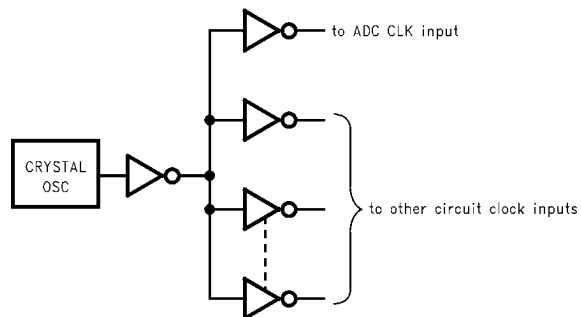 to ADC CLK input
CRYSTAL
OSC
to other circuit clock inputs